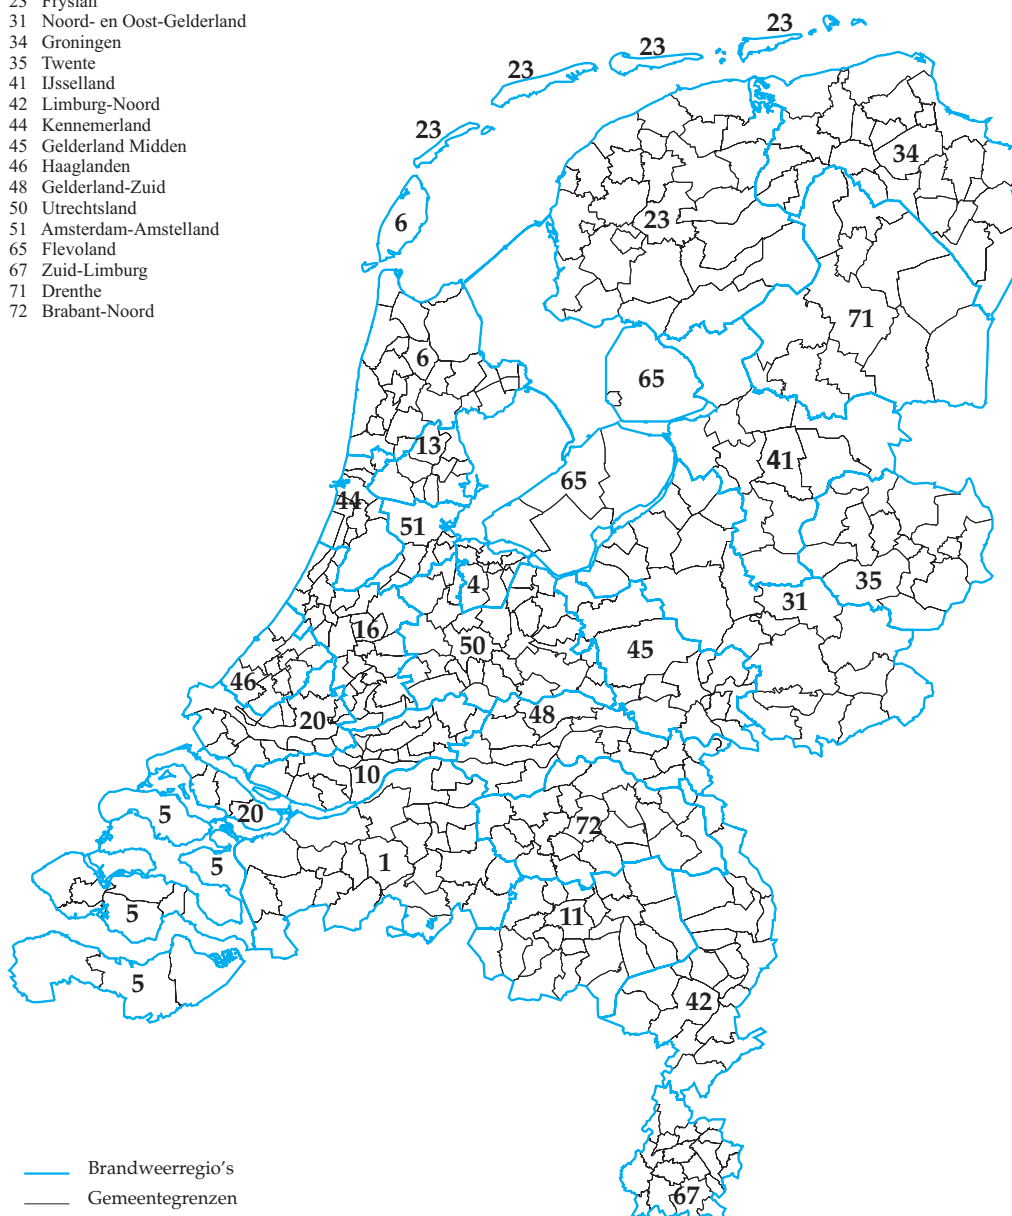 23 Fryslân
31 Noord- en Oost-Gelderland
34 Groningen
35 Twente
41 IJsselland
42 Limburg-Noord
44 Kennemerland
45 Gelderland Midden
46 Haaglanden
48 Gelderland-Zuid
50 Utrechtsland
51 Amsterdam-Amstelland
65 Flevoland
67 Zuid-Limburg
71 Drenthe
72 Brabant-Noord
23
23
23
23
34
6
23
71
6
65
13
41
65
44
51
4
35
31
16
50
45
46
48
20
10
5
20
72
5
1
5
11
5
42
67
Brandweerregio's
Gemeentegrenzen